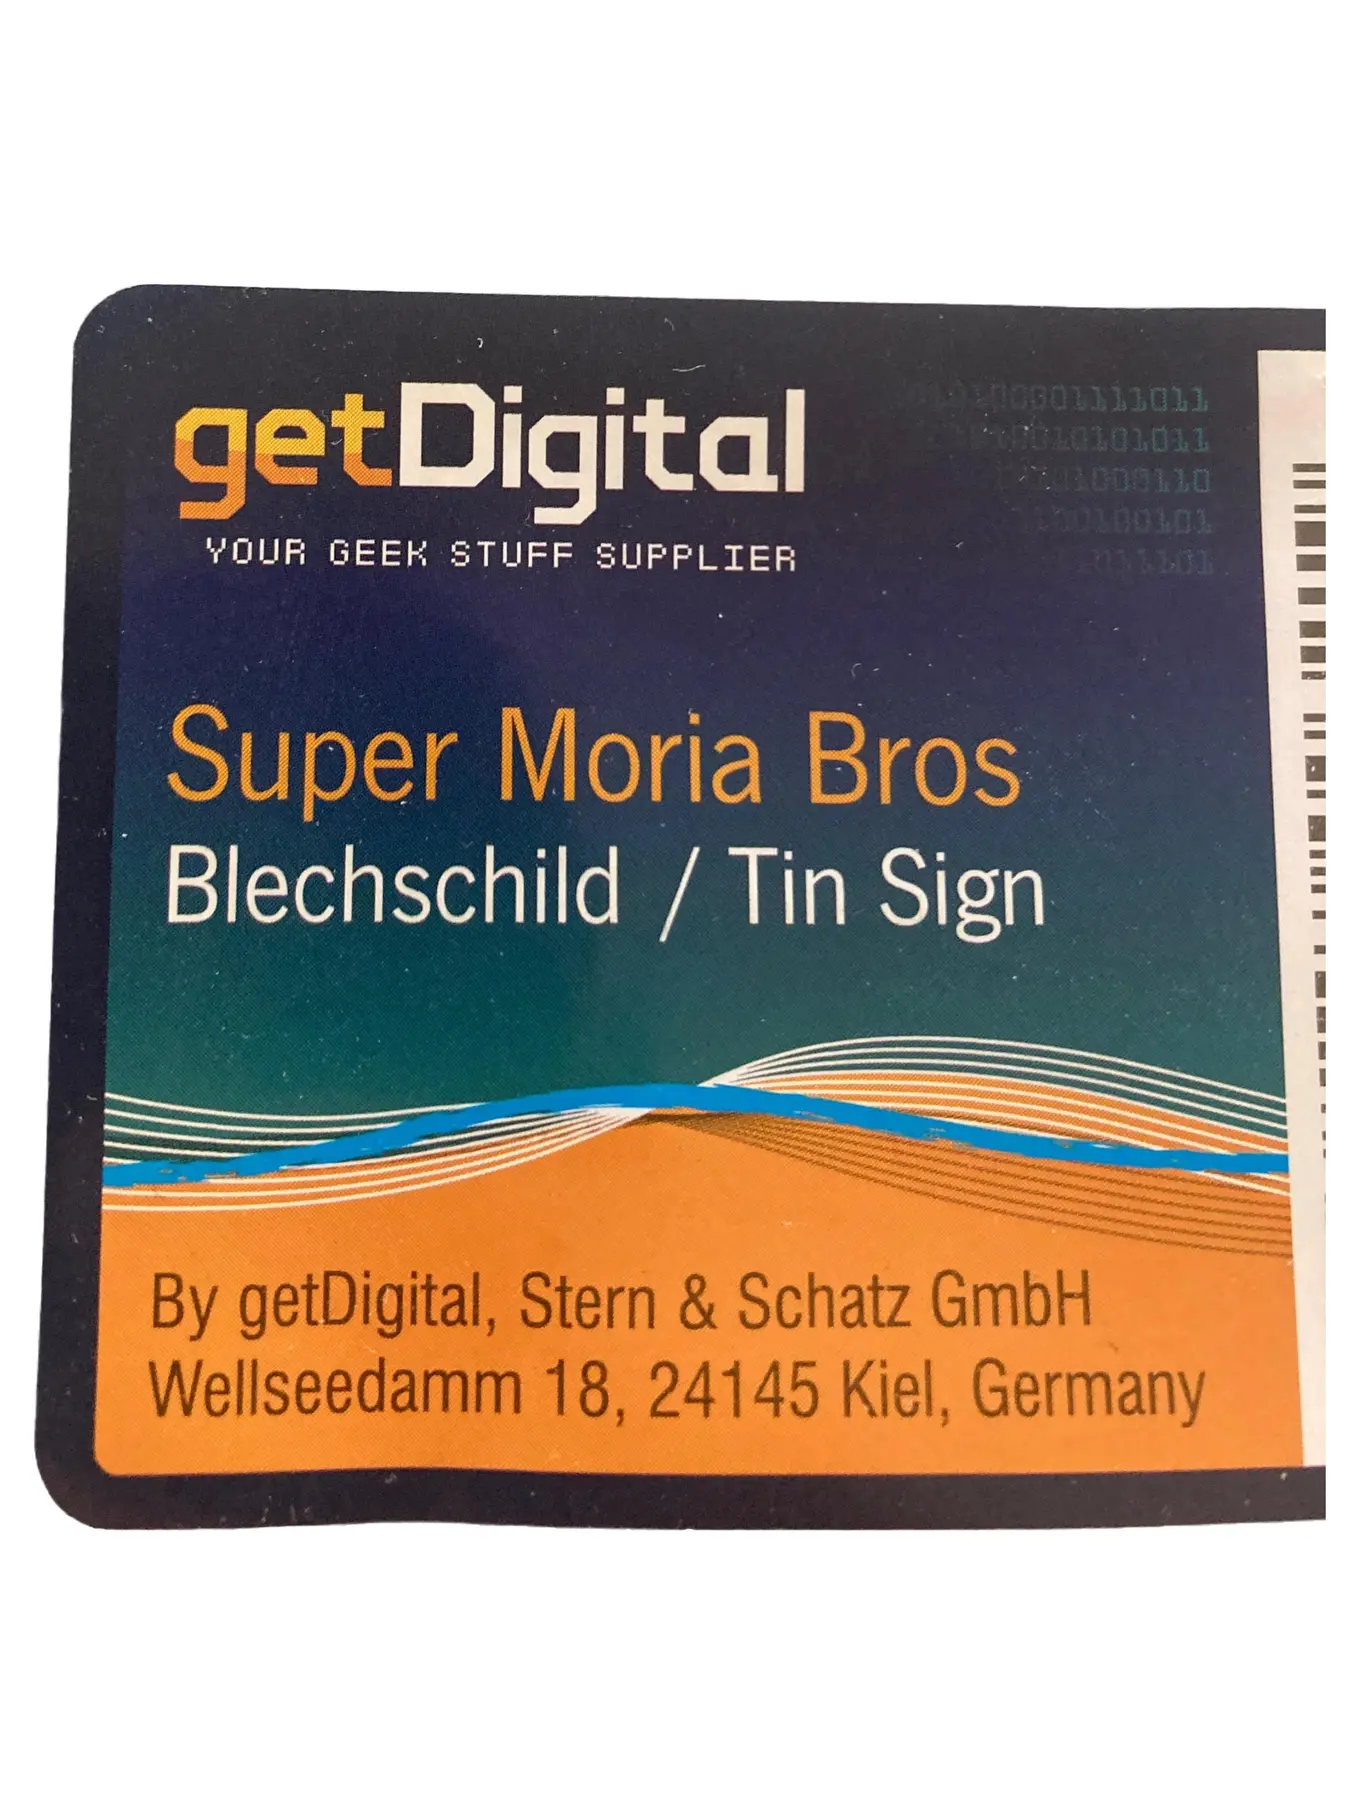 getDigital
YOUR GEEK STUFF SUPPLIER
Super Moria Bros
Blechschild / Tin Sign
By getDigital, Stern & Schatz GmbH
Wellseedamm 18, 24145 Kiel, Germany